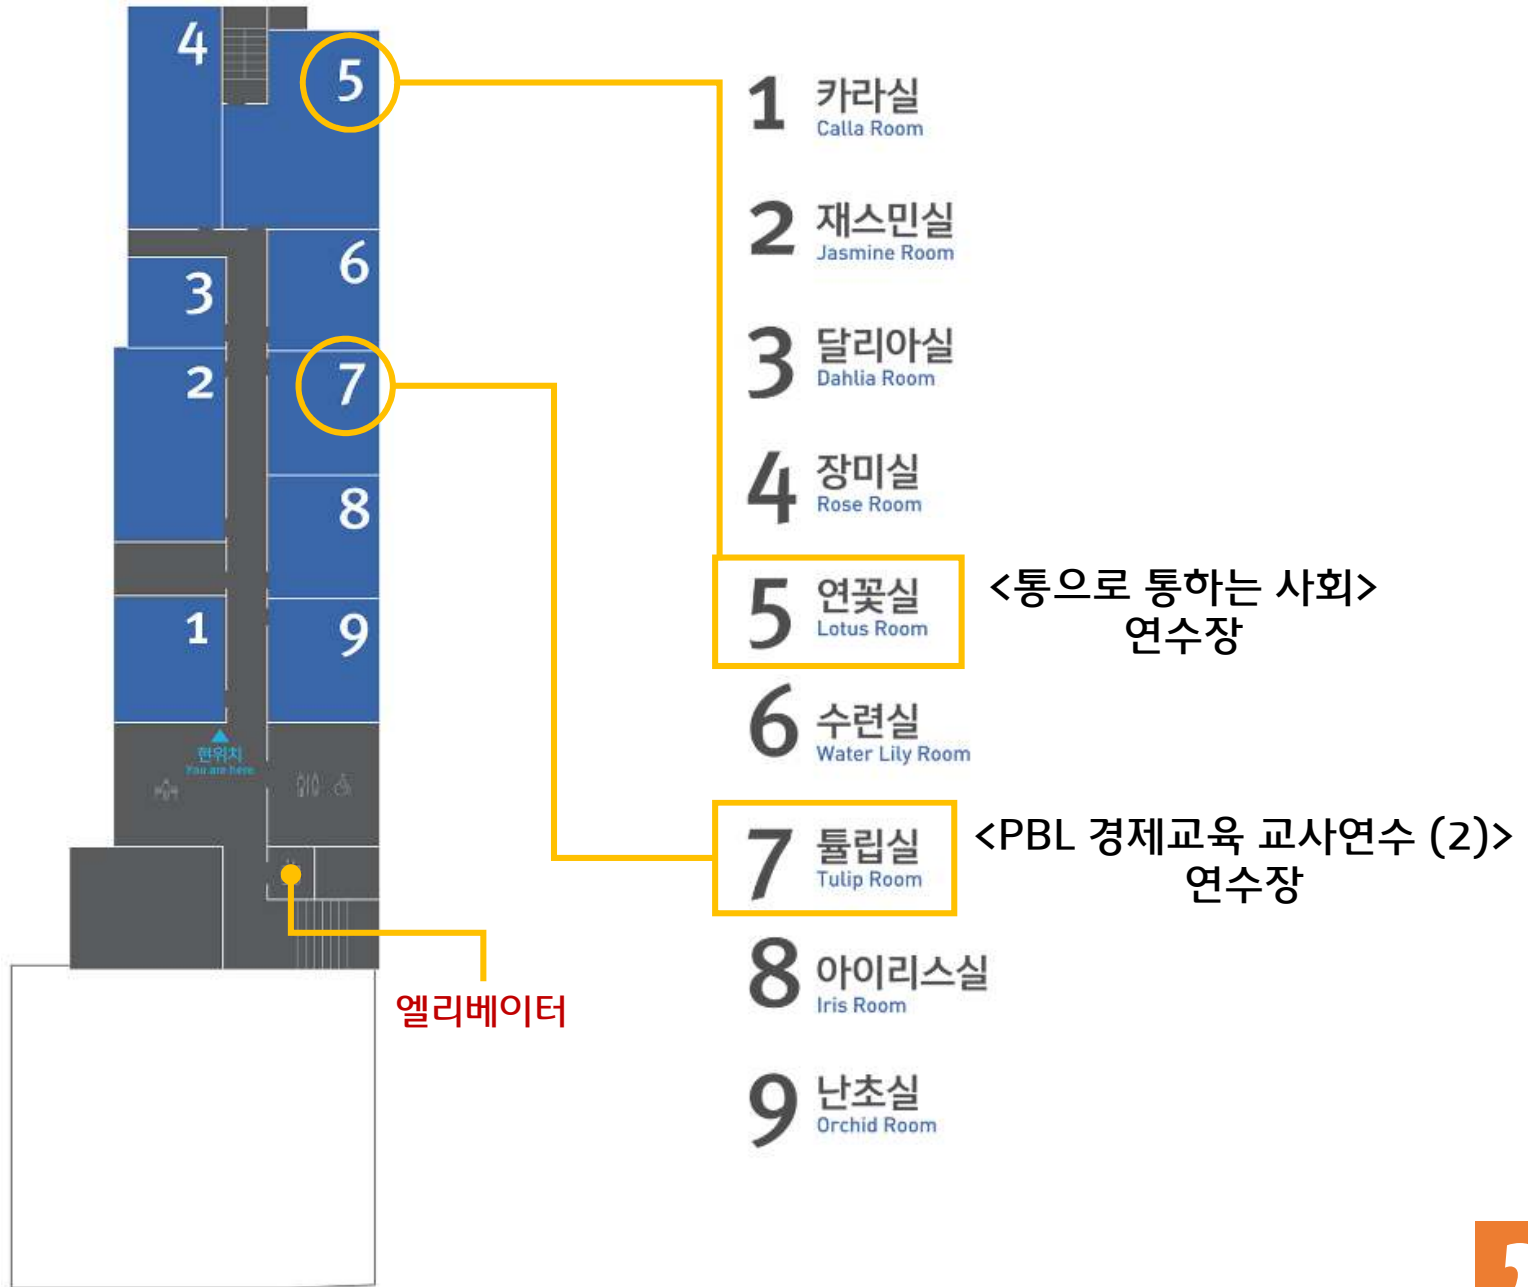 4
5
6
3
7
2
8
1
9
현위치
You are here
엘리베이터
1 카라실
Calla Room
2 재스민실
Jasmine Room
3 달리아실
Dahlia Room
4 장미실
Rose Room
5 연꽃실
Lotus Room
<통으로 통하는 사회>
연수장
6 수련실
Water Lily Room
7 튤립실
Tulip Room
<PBL 경제교육 교사연수 (2)>
연수장
8 아이리스실
Iris Room
9 난초실
Orchid Room